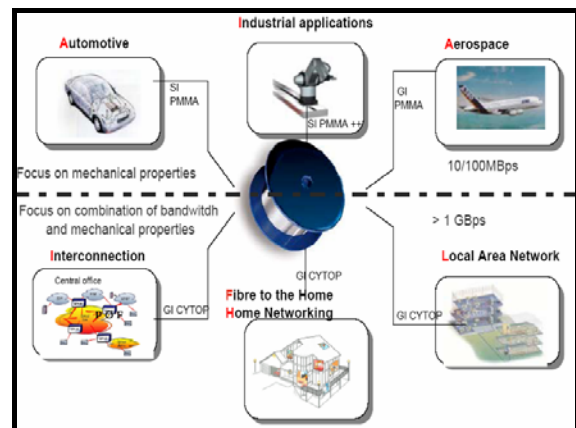 Industrial applications
Automotive
Aerospace
SI
PMMA
SI PMMA ++
GI
PMMA
Focus on mechanical properties
10/100MBps
Focus on combination of bandwitdh
and mechanical properties
> 1 GBps
Interconnection
Local Area Network
Central office
GI CYTOP
GI CYTOP
GI CYTOP
Fibre to the Home
Home Networking